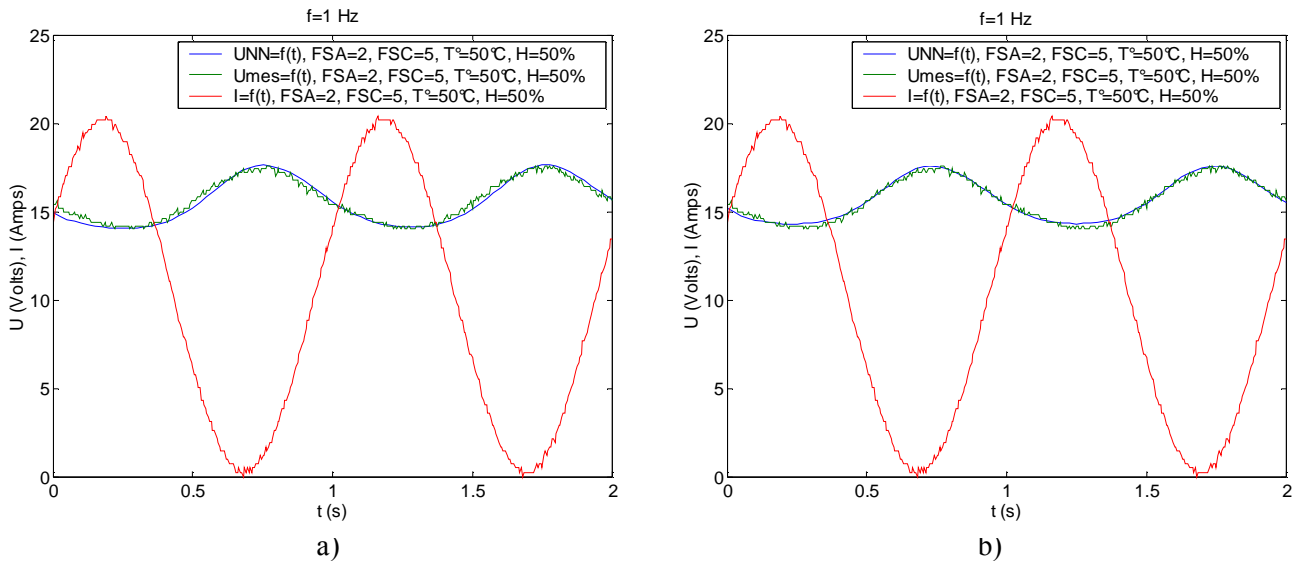 f=1 Hz
25
20
15
10
5
0
U (Volts), I (Amps)
UNN=f(t), FSA=2, FSC=5, T°=50°C, H=50%
Umes=f(t), FSA=2, FSC=5, T°=50°C, H=50%
I=f(t), FSA=2, FSC=5, T°=50°C, H=50%
0 0.5 1 1.5 2
t (s)
a)
f=1 Hz
25
20
15
10
5
0
U (Volts), I (Amps)
UNN=f(t), FSA=2, FSC=5, T°=50°C, H=50%
Umes=f(t), FSA=2, FSC=5, T°=50°C, H=50%
I=f(t), FSA=2, FSC=5, T°=50°C, H=50%
0 0.5 1 1.5 2
t (s)
b)